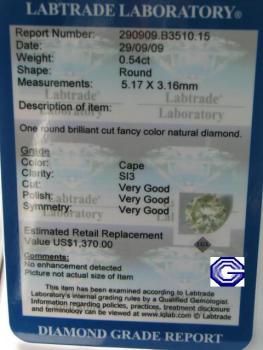 LABTRADE LABORATORY®
Report Number: 290909.B3510.15
Date: 29/09/09
Weight: 0.54ct
Shape: Round
Measurements: 5.17 X 3.16mm
Description of item:
One round brilliant cut fancy color natural diamond.
Grade
Color: Cape
Clarity: SI3
Cut: Very Good
Polish: Very Good
Symmetry: Very Good
Estimated Retail Replacement
Value US$1,370.00
Comments:
No enhancement detected
Picture not actual size of item
This item has been examined according to Labtrade
Laboratory's internal grading rules by a Qualified Gemologist.
Information regarding policies, practices, treatment disclosure
and terminology can be viewed at www.lqlab.com ©Labtrade
DIAMOND GRADE REPORT